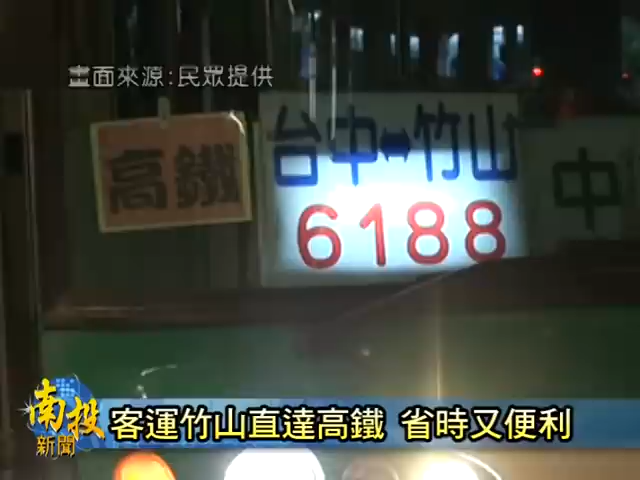 畫面來源:民眾提供
高鐵
台中↔竹山
6188
中
南投
新聞
客運竹山直達高鐵 省時又便利